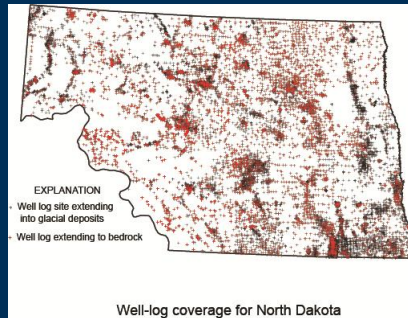 EXPLANATION
Well log site extending
into glacial deposits
Well log extending to bedrock
Well-log coverage for North Dakota